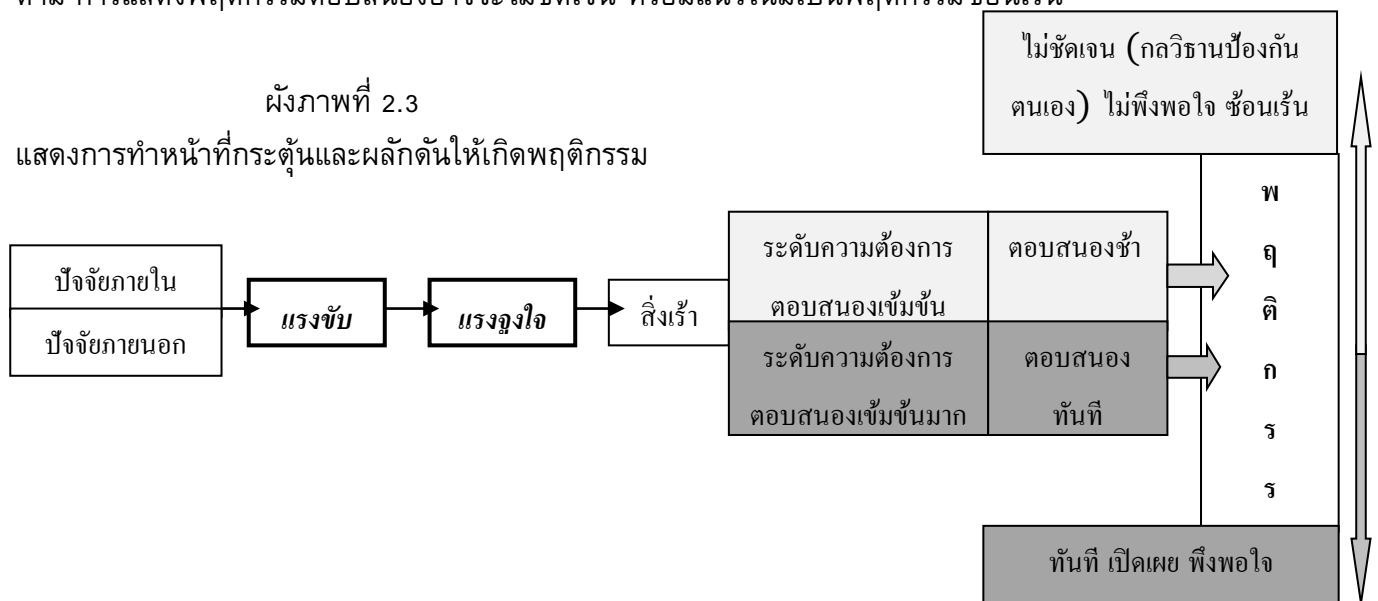 ไม่ชัดเจน (กลวิธานป้องกัน
ตนเอง) ไม่พึงพอใจ ซ้อนเร้น
ผังภาพที่ 2.3
แสดงการทำหน้าที่กระตุ้นและผลักดันให้เกิดพฤติกรรม
ปัจจัยภายใน
ปัจจัยภายนอก
แรงขับ
แรงจูงใจ
สิ่งเร้า
ระดับความต้องการ
ตอบสนองเข้มข้น
ตอบสนองช้า
ระดับความต้องการ
ตอบสนองเข้มข้นมาก
ตอบสนอง
ทันที
พ
ฤ
ติ
ก
ร
ร
ทันที เปิดเผย พึงพอใจ